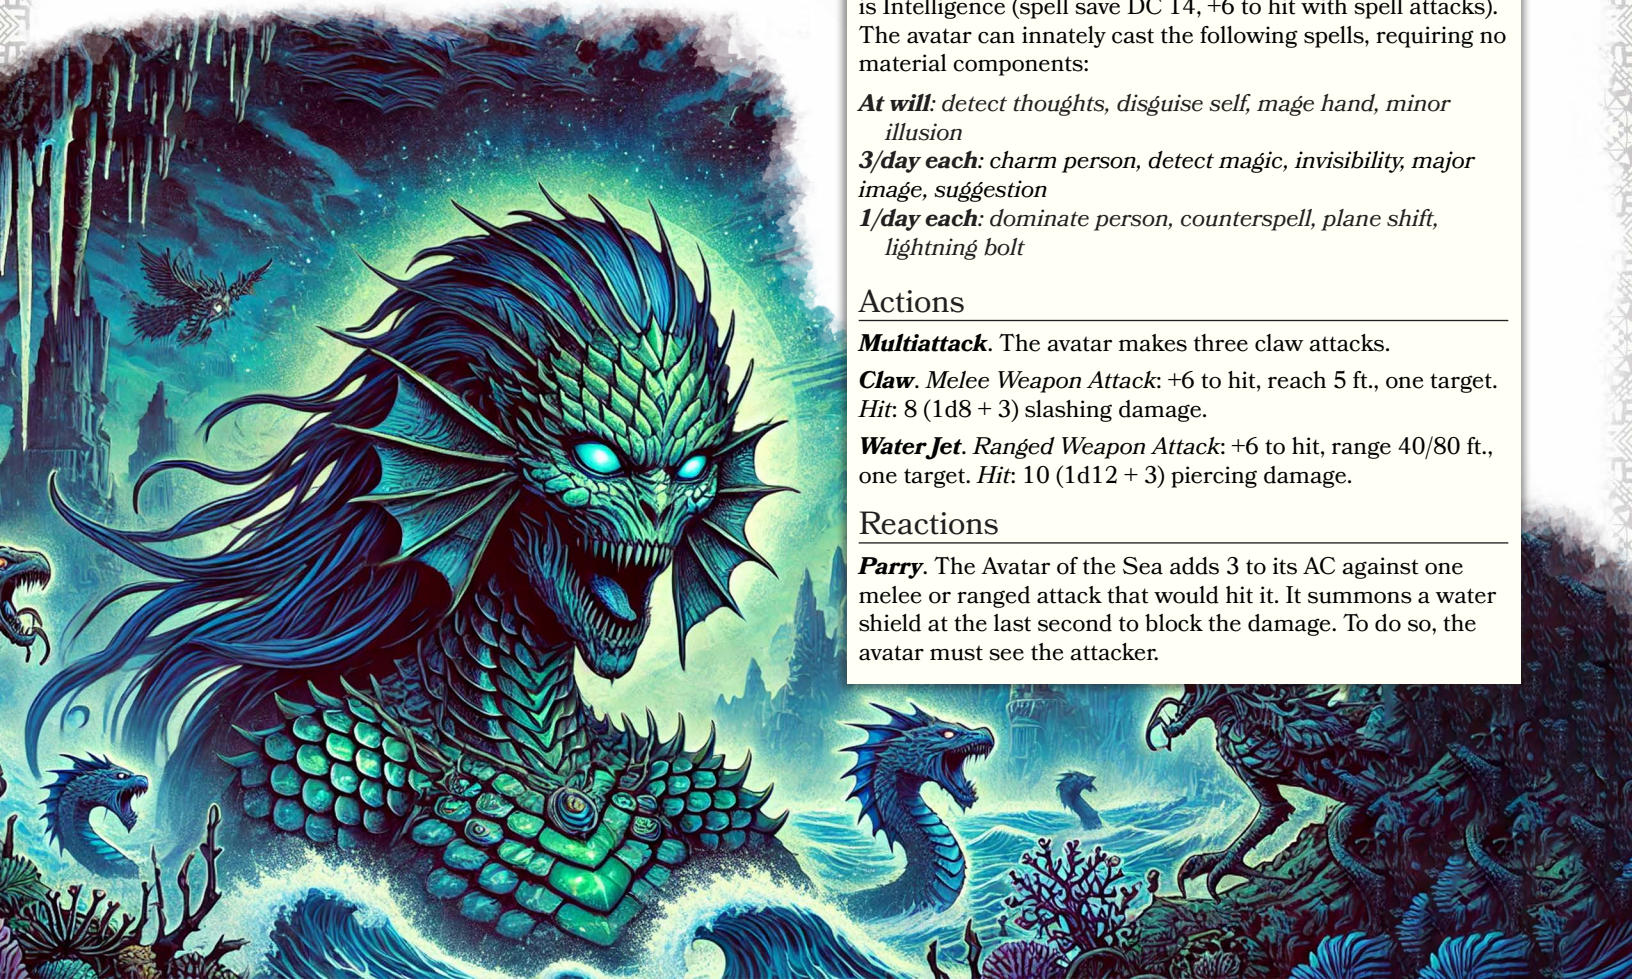 is Intelligence (spell save DC 14, +6 to hit with spell attacks).
The avatar can innately cast the following spells, requiring no
material components:
At will: detect thoughts, disguise self, mage hand, minor
illusion
3/day each: charm person, detect magic, invisibility, major
image, suggestion
1/day each: dominate person, counterspell, plane shift,
lightning bolt
Actions
Multiattack. The avatar makes three claw attacks.
Claw. Melee Weapon Attack: +6 to hit, reach 5 ft., one target.
Hit: 8 (1d8 + 3) slashing damage.
Water Jet. Ranged Weapon Attack: +6 to hit, range 40/80 ft.,
one target. Hit: 10 (1d12 + 3) piercing damage.
Reactions
Parry. The Avatar of the Sea adds 3 to its AC against one
melee or ranged attack that would hit it. It summons a water
shield at the last second to block the damage. To do so, the
avatar must see the attacker.